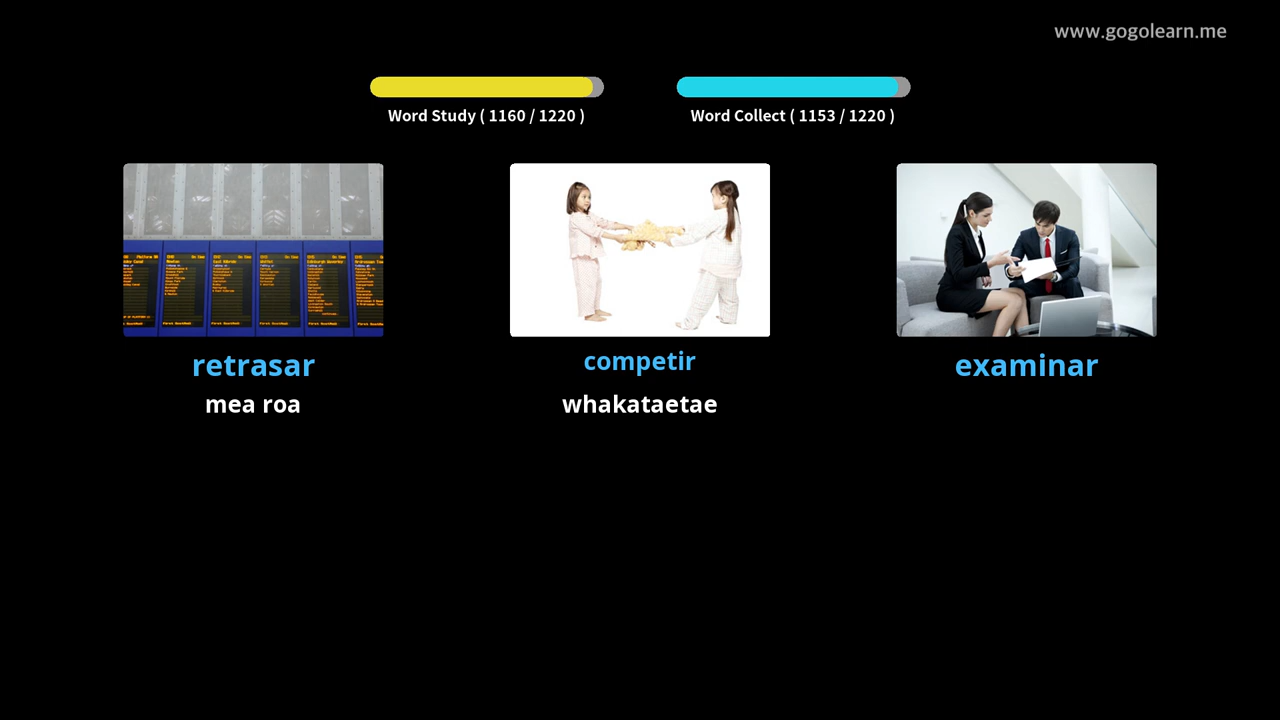 www.gogolearn.me
Word Study ( 1160 / 1220 )
Word Collect ( 1153 / 1220 )
retrasar
mea roa
competir
whakataetae
examinar